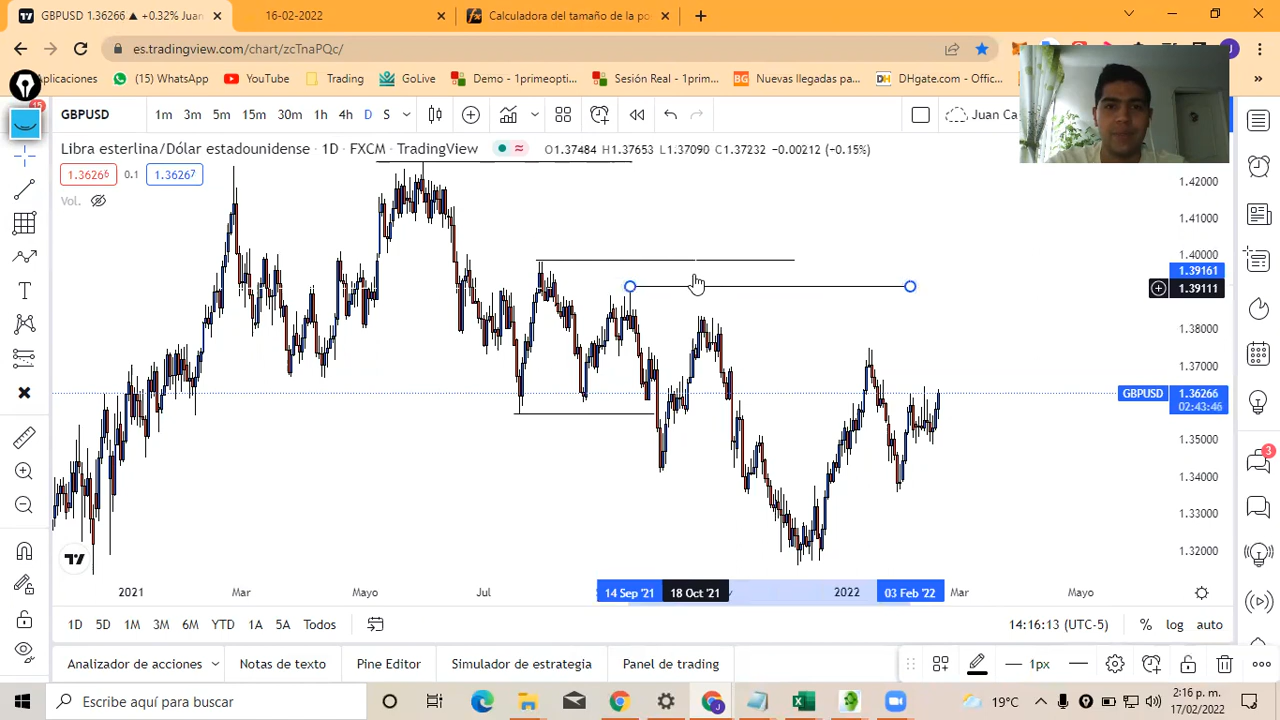 GBPUSD 1.36266 ▲ +0.32% Juan
16-02-2022
Calculadora del tamaño de la po
es.tradingview.com/chart/zcTnaPQc/
Aplicaciones
(15) WhatsApp
YouTube
Trading
GoLive
Demo - 1primeopti...
Sesión Real - 1prim...
BG Nuevas llegadas par...
DH DHgate.com - Offic...
»
15
GBPUSD
1m 3m 5m 15m 30m 1h 4h D S
Juan Ca
Libra esterlina/Dólar estadounidense · 1D · FXCM · TradingView
O1.37484 H1.37653 L1.37090 C1.37232 −0.00212 (−0.15%)
1.36266 0.1 1.36267
Vol.
1.42000
1.41000
1.40000
1.39161
1.39111
1.38000
1.37000
GBPUSD 1.36266
02:43:46
1.35000
1.34000
1.33000
1.32000
3
2021 Mar Mayo Jul 14 Sep '21 18 Oct '21 2022 03 Feb '22 Mar Mayo
1D 5D 1M 3M 6M YTD 1A 5A Todos
14:16:13 (UTC-5) % log auto
Analizador de acciones
Notas de texto
Pine Editor
Simulador de estrategia
Panel de trading
1px
Escribe aquí para buscar
19°C
2:16 p. m.
17/02/2022